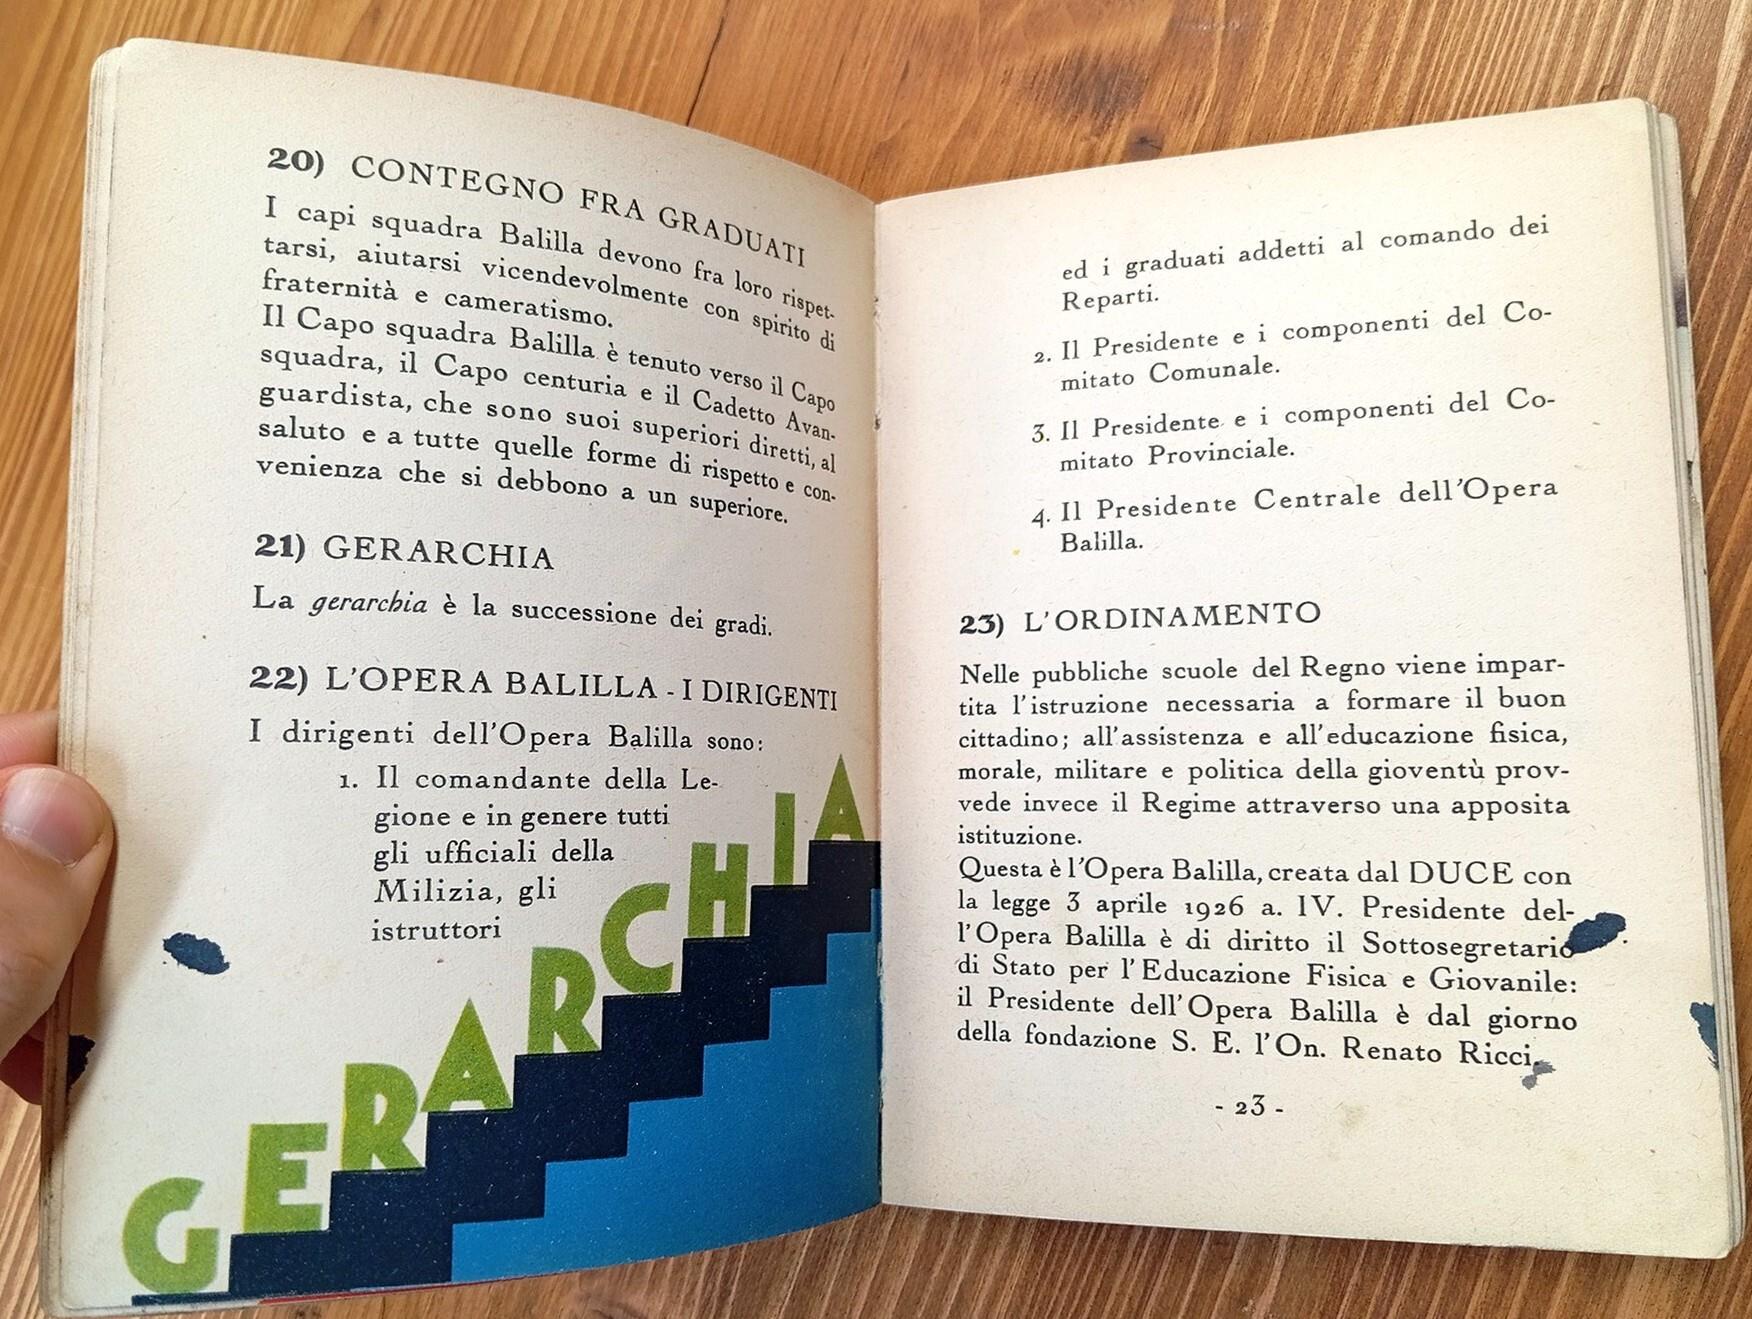 20) CONTEGNO FRA GRADUATI
I capi squadra Balilla devono fra loro rispet-
tarsi, aiutarsi vicendevolmente con spirito di
fraternità e cameratismo.
Il Capo squadra Balilla è tenuto verso il Capo
squadra, il Capo centuria e il Cadetto Avan-
guardista, che sono suoi superiori diretti, al
saluto e a tutte quelle forme di rispetto e con-
venienza che si debbono a un superiore.
21) GERARCHIA
La gerarchia è la successione dei gradi.
22) L'OPERA BALILLA - I DIRIGENTI
I dirigenti dell'Opera Balilla sono:
1. Il comandante della Le-
gione e in genere tutti
gli ufficiali della
Milizia, gli
istruttori
GERARCHIA
ed i graduati addetti al comando dei
Reparti.
2. Il Presidente e i componenti del Co-
mitato Comunale.
3. Il Presidente e i componenti del Co-
mitato Provinciale.
4. Il Presidente Centrale dell'Opera
Balilla.
23) L'ORDINAMENTO
Nelle pubbliche scuole del Regno viene impar-
tita l'istruzione necessaria a formare il buon
cittadino; all'assistenza e all'educazione fisica,
morale, militare e politica della gioventù prov-
vede invece il Regime attraverso una apposita
istituzione.
Questa è l'Opera Balilla, creata dal DUCE con
la legge 3 aprile 1926 a. IV. Presidente del-
l'Opera Balilla è di diritto il Sottosegretario
di Stato per l'Educazione Fisica e Giovanile:
il Presidente dell'Opera Balilla è dal giorno
della fondazione S. E. l'On. Renato Ricci.
- 23 -